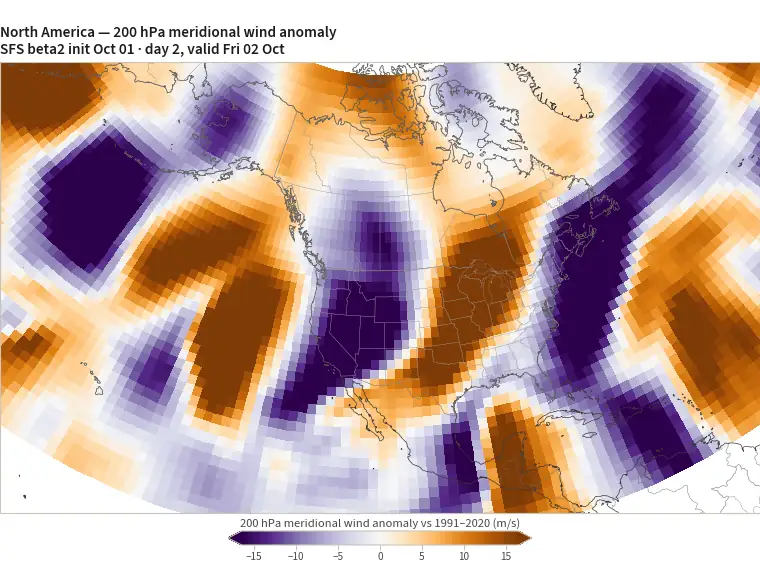 North America — 200 hPa meridional wind anomaly
SFS beta2 init Oct 01 · day 2, valid Fri 02 Oct
200 hPa meridional wind anomaly vs 1991–2020 (m/s)
−15 −10 −5 0 5 10 15